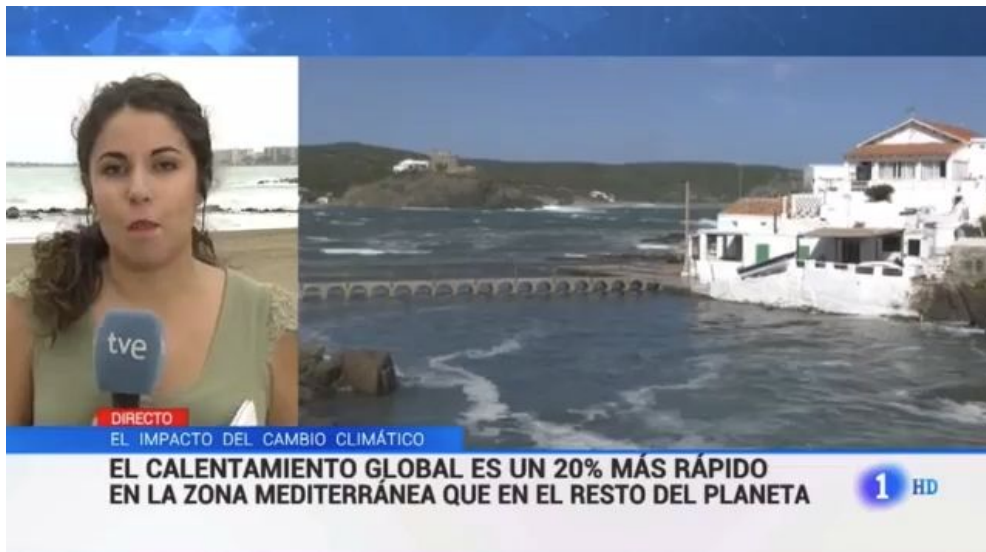 tve
DIRECTO
EL IMPACTO DEL CAMBIO CLIMÁTICO
EL CALENTAMIENTO GLOBAL ES UN 20% MÁS RÁPIDO
EN LA ZONA MEDITERRÁNEA QUE EN EL RESTO DEL PLANETA
1 HD